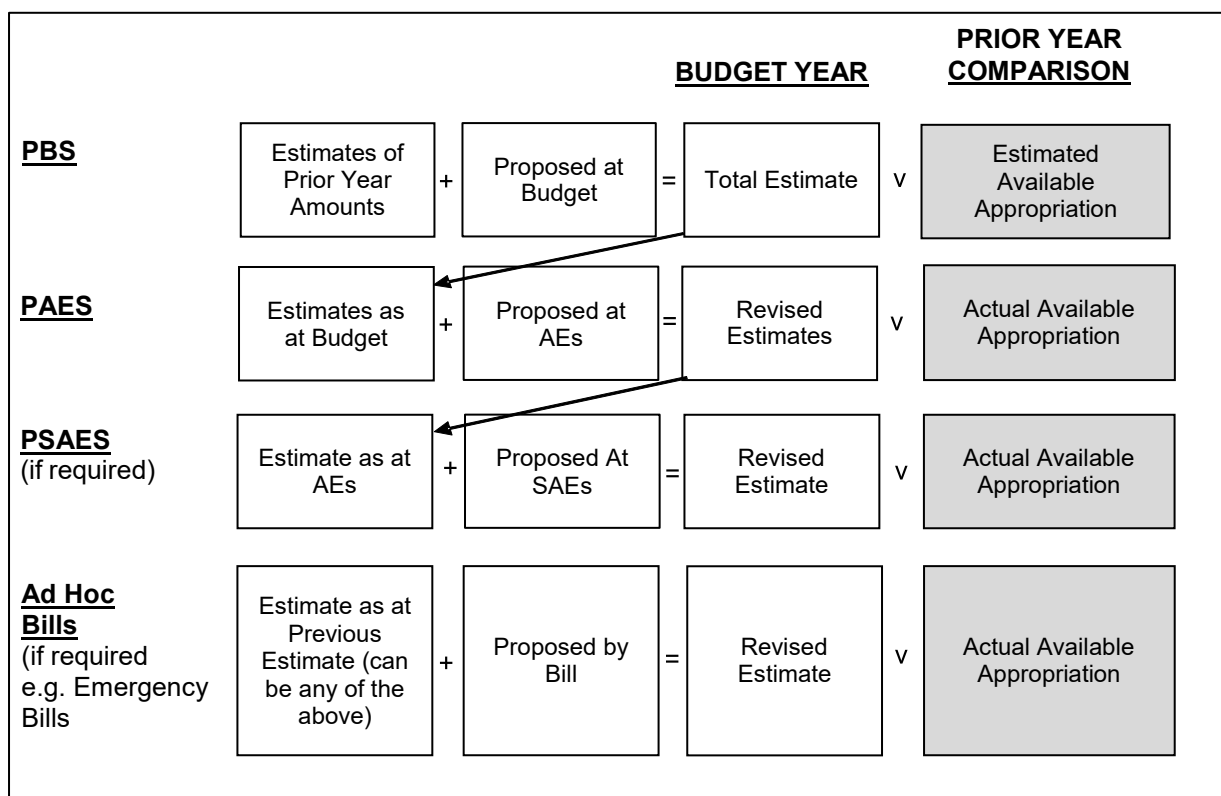 PRIOR YEAR
COMPARISON
BUDGET YEAR
PBS
Estimates of
Prior Year
Amounts
+
Proposed at
Budget
=
Total Estimate
v
Estimated
Available
Appropriation
PAES
Estimates as
at Budget
+
Proposed at
AEs
=
Revised
Estimates
v
Actual Available
Appropriation
PSAES
(if required)
Estimate as at
AEs
+
Proposed At
SAEs
=
Revised
Estimate
v
Actual Available
Appropriation
Ad Hoc
Bills
(if required
e.g. Emergency
Bills
Estimate as at
Previous
Estimate (can
be any of the
above)
+
Proposed by
Bill
=
Revised
Estimate
v
Actual Available
Appropriation